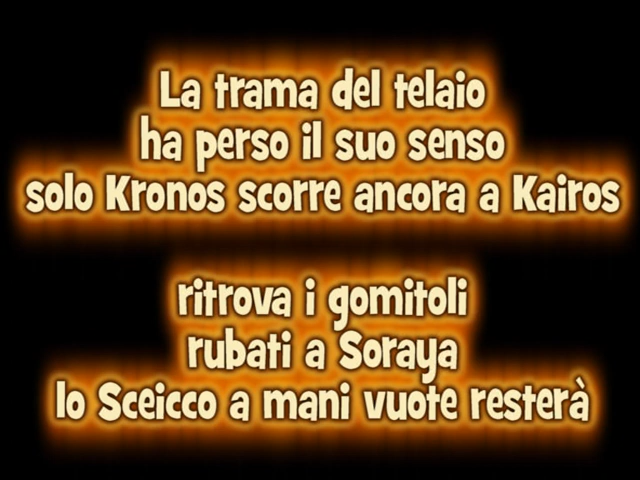 La trama del telaio
ha perso il suo senso
solo Kronos scorre ancora a Kairos
ritrova i gomitoli
rubati a Soraya
lo Sceicco a mani vuote resterà